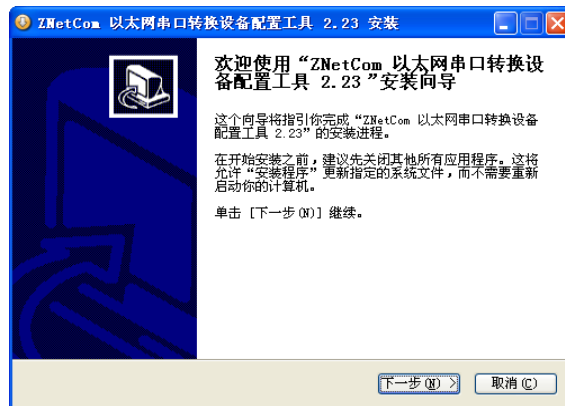 ZNetCom 以太网串口转换设备配置工具 2.23 安装
欢迎使用“ZNetCom 以太网串口转换设
备配置工具 2.23 ”安装向导
这个向导将指引你完成“ZNetCom 以太网串口转换设备
配置工具 2.23”的安装进程。
在开始安装之前，建议先关闭其他所有应用程序。这将
允许“安装程序”更新指定的系统文件，而不需要重新
启动你的计算机。
单击 [下一步(N)] 继续。
下一步(N) >
取消(C)